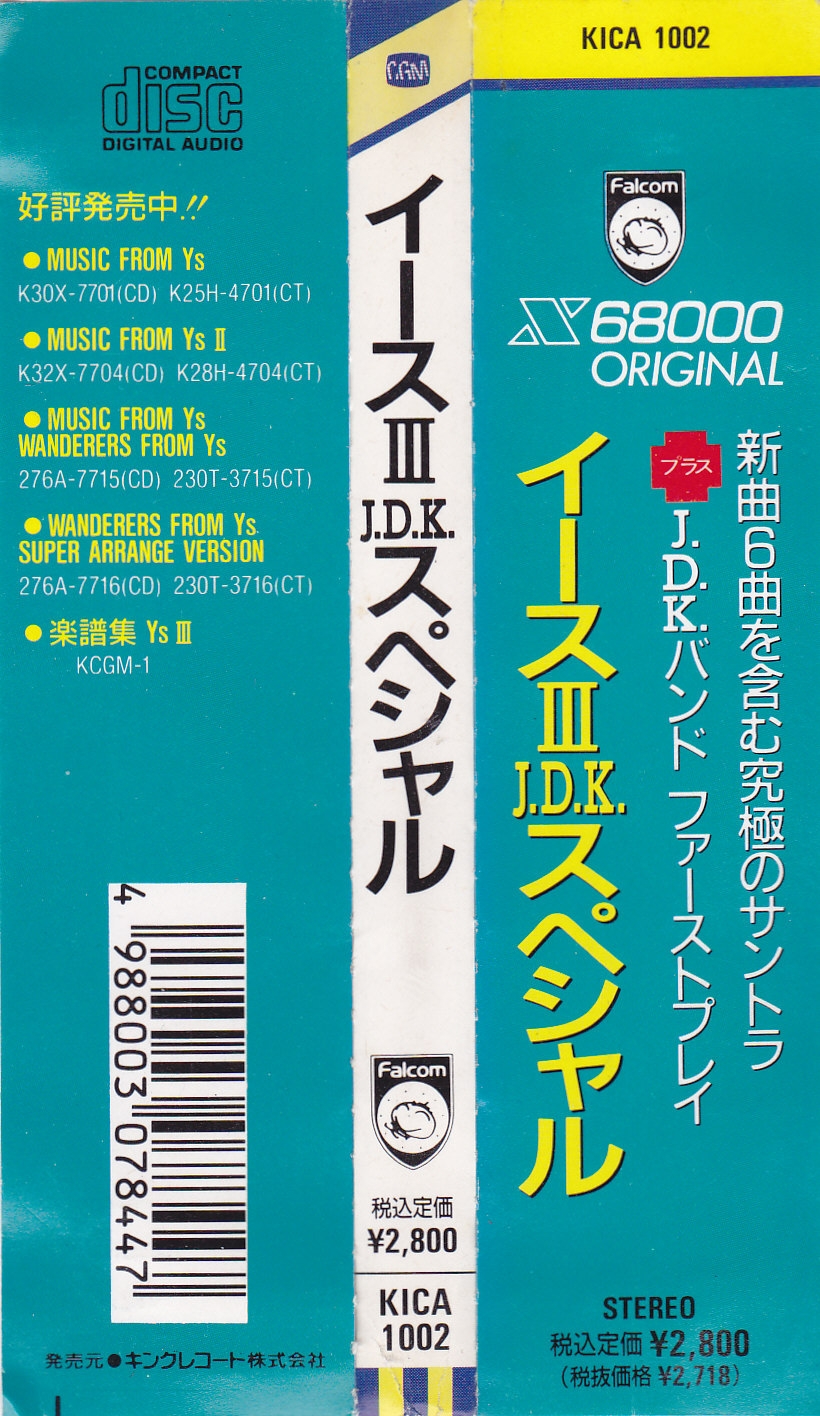 COMPACT
disc
DIGITAL AUDIO
好評発売中!!
● MUSIC FROM Ys
K30X-7701(CD) K25H-4701(CT)
● MUSIC FROM Ys II
K32X-7704(CD) K28H-4704(CT)
● MUSIC FROM Ys
WANDERERS FROM Ys
276A-7715(CD) 230T-3715(CT)
● WANDERERS FROM Ys
SUPER ARRANGE VERSION
276A-7716(CD) 230T-3716(CT)
● 楽譜集 Ys III
KCGM-1
4 988003 078447
発売元●キングレコード株式会社
CGM
イースIII J.D.K.スペシャル
Falcom
税込定価
¥2,800
KICA
1002
KICA 1002
Falcom
X68000
ORIGINAL
新曲6曲を含む究極のサントラ
プラス
J.D.K.バンド ファーストプレイ
イースIII J.D.K.スペシャル
STEREO
税込定価 ¥2,800
(税抜価格 ¥2,718)